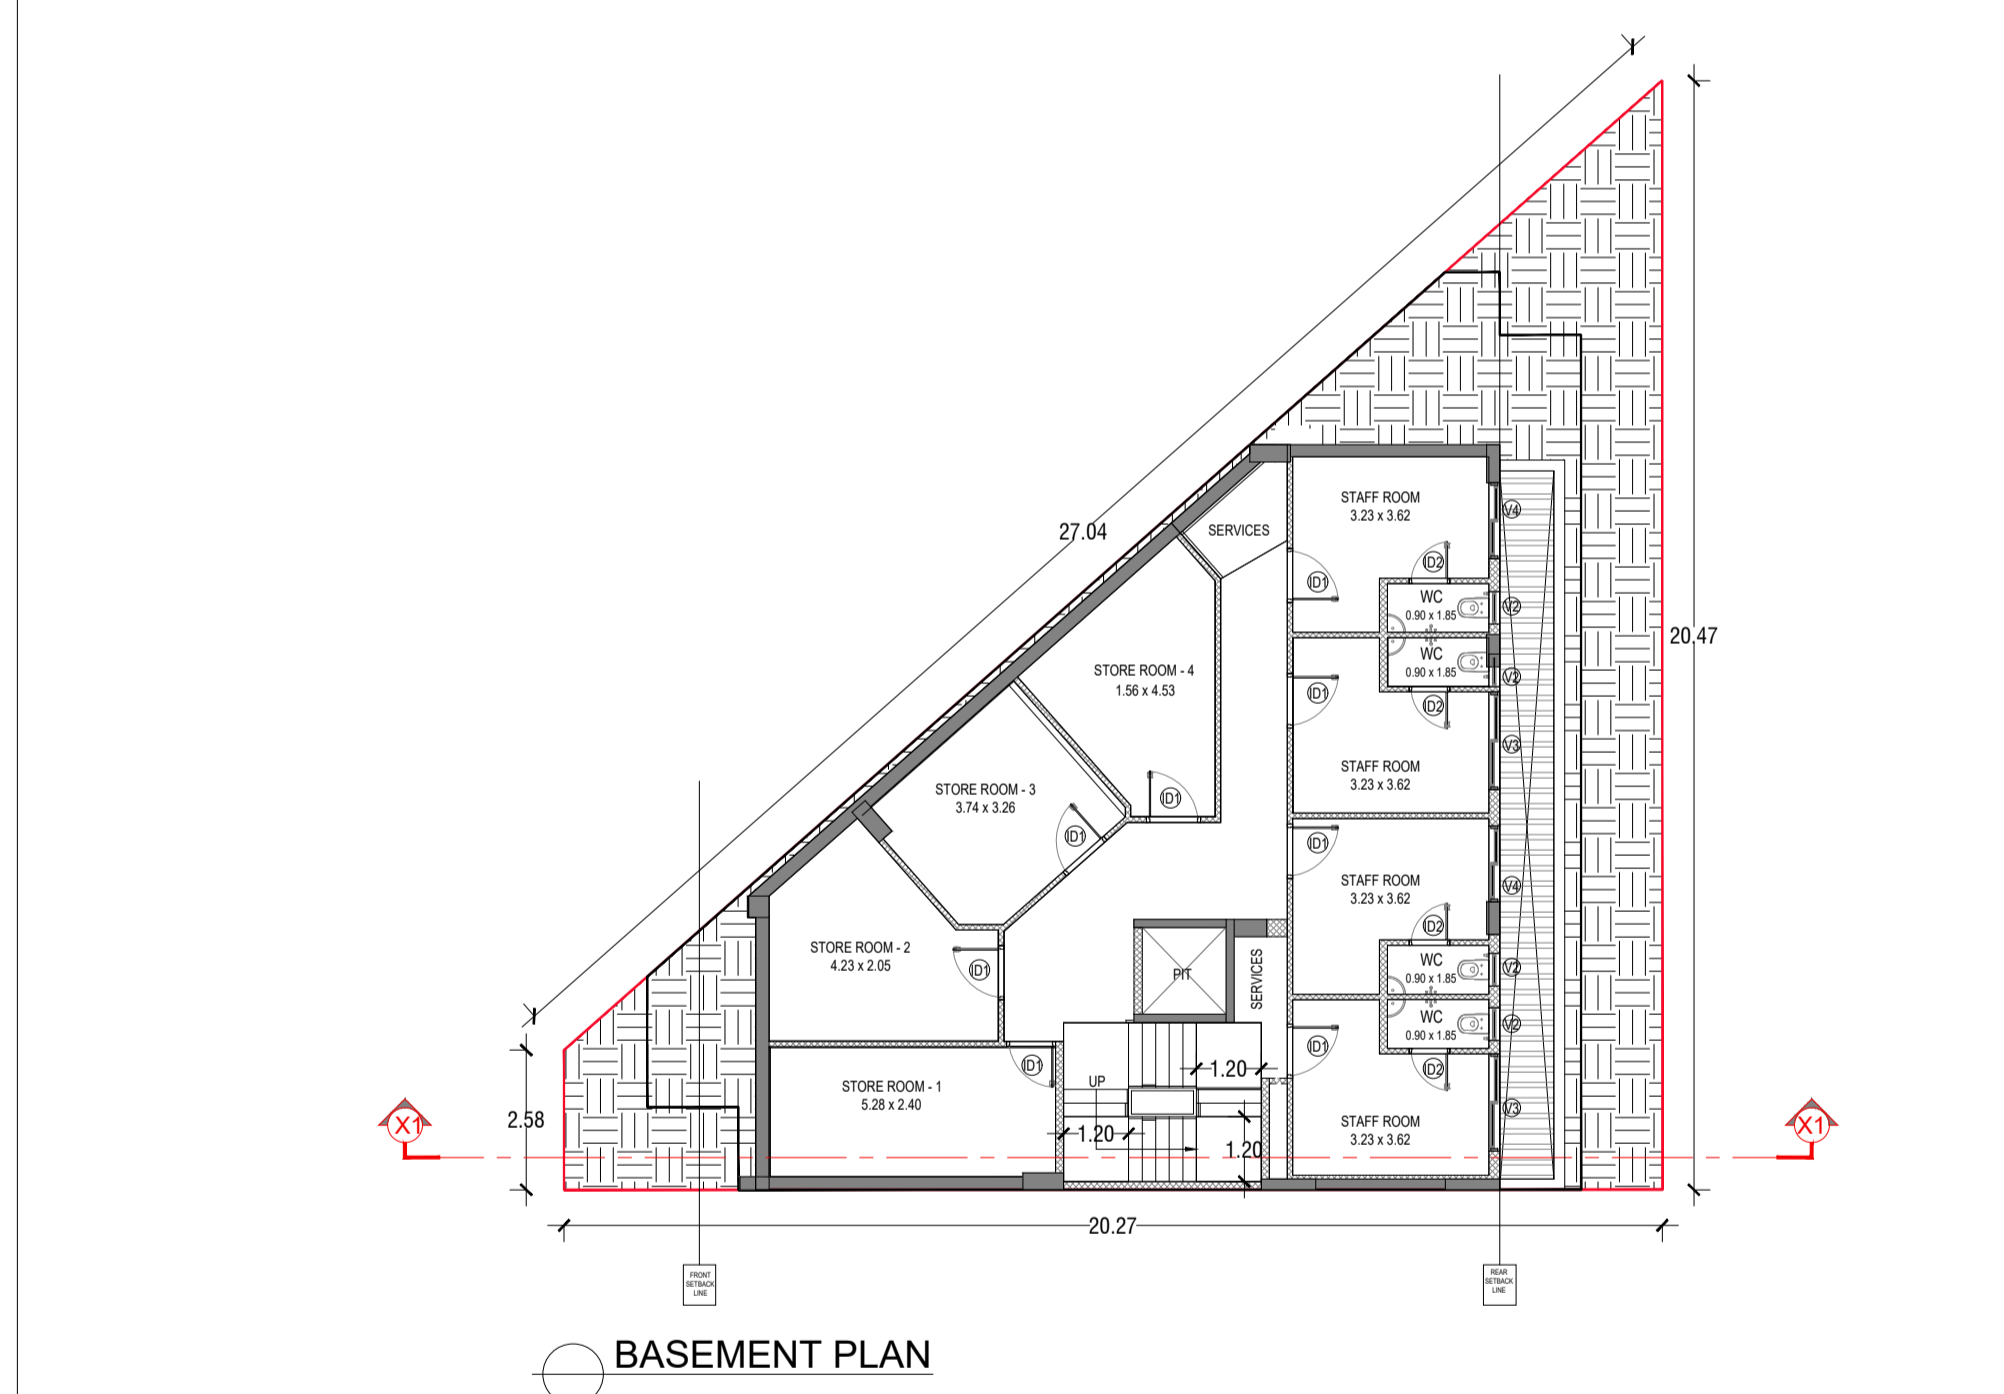 27.04
STAFF ROOM
3.23 x 3.62
V4
SERVICES
ID2
ID1
WC
0.90 x 1.85
V2
20.47
WC
0.90 x 1.85
V2
STORE ROOM - 4
1.56 x 4.53
ID1
ID2
V3
STAFF ROOM
3.23 x 3.62
STORE ROOM - 3
3.74 x 3.26
ID1
ID1
ID1
STAFF ROOM
3.23 x 3.62
V4
ID2
STORE ROOM - 2
4.23 x 2.05
ID1
PIT
SERVICES
WC
0.90 x 1.85
V2
WC
0.90 x 1.85
V2
ID1
ID1
ID2
1.20
UP
STORE ROOM - 1
5.28 x 2.40
V3
2.58
X1
1.20
1.20
STAFF ROOM
3.23 x 3.62
X1
20.27
FRONT
SETBACK
LINE
REAR
SETBACK
LINE
BASEMENT PLAN